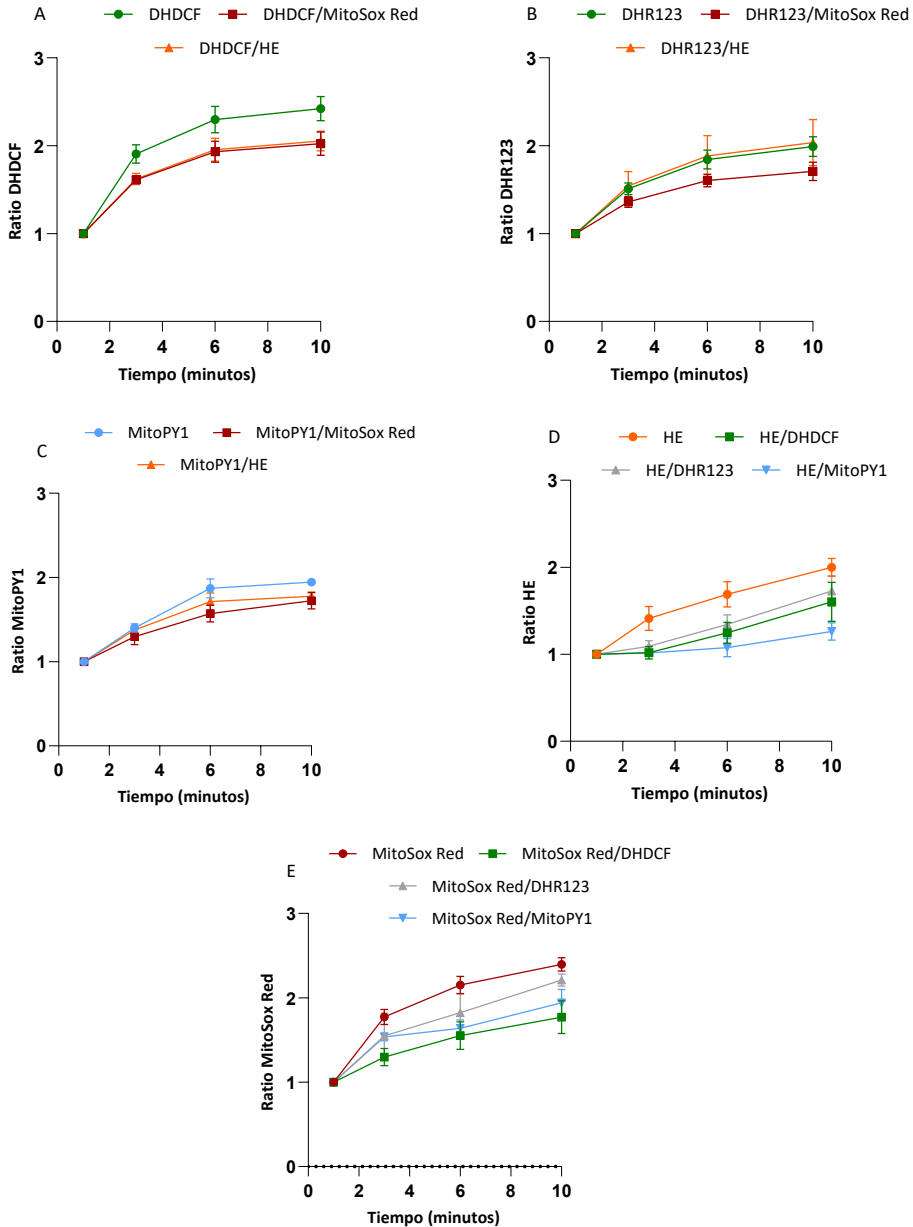 A
DHDCF
DHDCF/MitoSox Red
DHDCF/HE
3
2
1
0
Ratio DHDCF
0 2 4 6 8 10
Tiempo (minutos)
B
DHR123
DHR123/MitoSox Red
DHR123/HE
3
2
1
0
Ratio DHR123
0 2 4 6 8 10
Tiempo (minutos)
C
MitoPY1
MitoPY1/MitoSox Red
MitoPY1/HE
3
2
1
0
Ratio MitoPY1
0 2 4 6 8 10
Tiempo (minutos)
D
HE
HE/DHDCF
HE/DHR123
HE/MitoPY1
3
2
1
0
Ratio HE
0 2 4 6 8 10
Tiempo (minutos)
E
MitoSox Red
MitoSox Red/DHDCF
MitoSox Red/DHR123
MitoSox Red/MitoPY1
3
2
1
0
Ratio MitoSox Red
0 2 4 6 8 10
Tiempo (minutos)